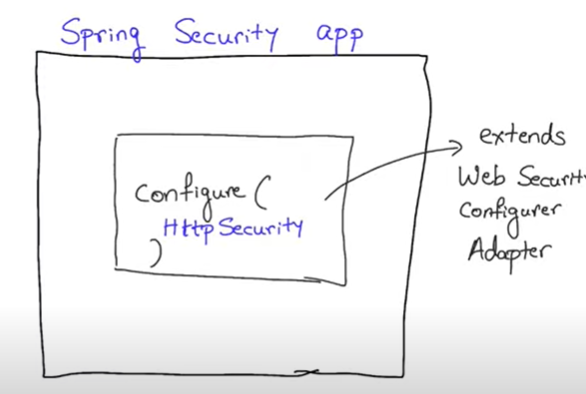 Spring Security app
Configure (
HttpSecurity
)
extends
Web Securit
Configurer
Adapter